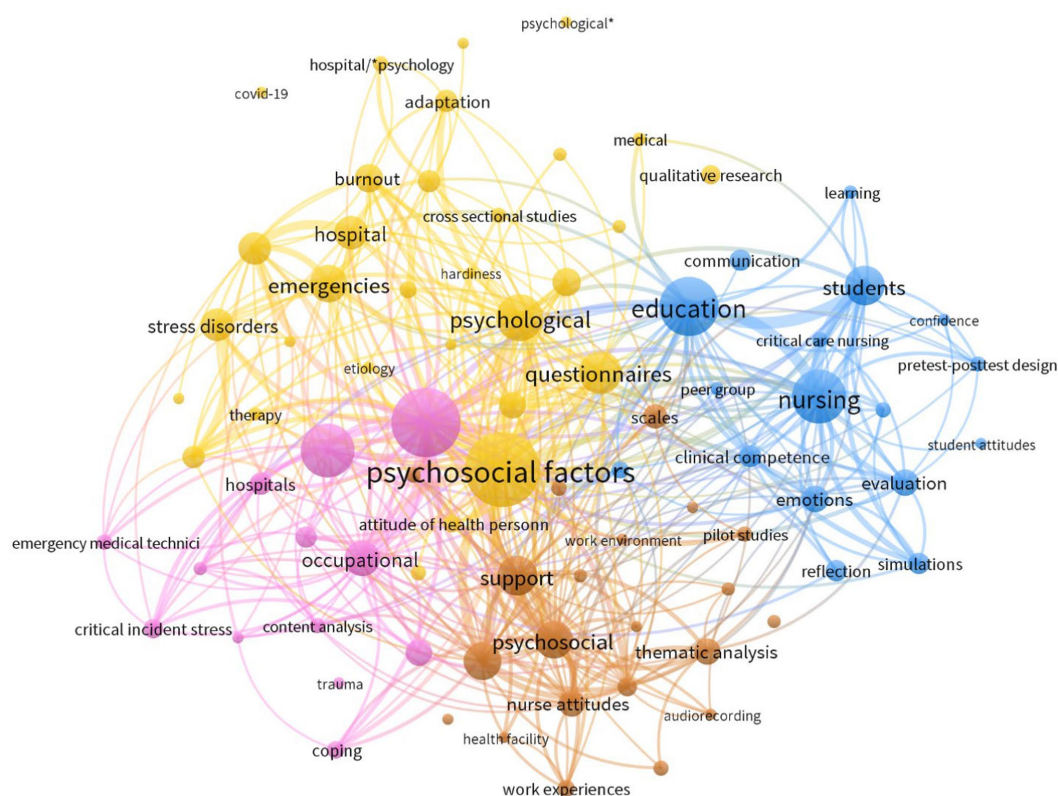 psychological*
hospital/*psychology
covid-19
adaptation
medical
qualitative research
burnout
learning
cross sectional studies
hospital
communication
hardiness
emergencies
students
education
psychological
confidence
stress disorders
critical care nursing
etiology
pretest-posttest design
questionnaires
peer group
nursing
therapy
scales
student attitudes
clinical competence
psychosocial factors
hospitals
evaluation
emotions
attitude of health personn
emergency medical technici
work environment
pilot studies
occupational
simulations
reflection
support
critical incident stress
content analysis
psychosocial
thematic analysis
trauma
nurse attitudes
audiorecording
health facility
coping
work experiences